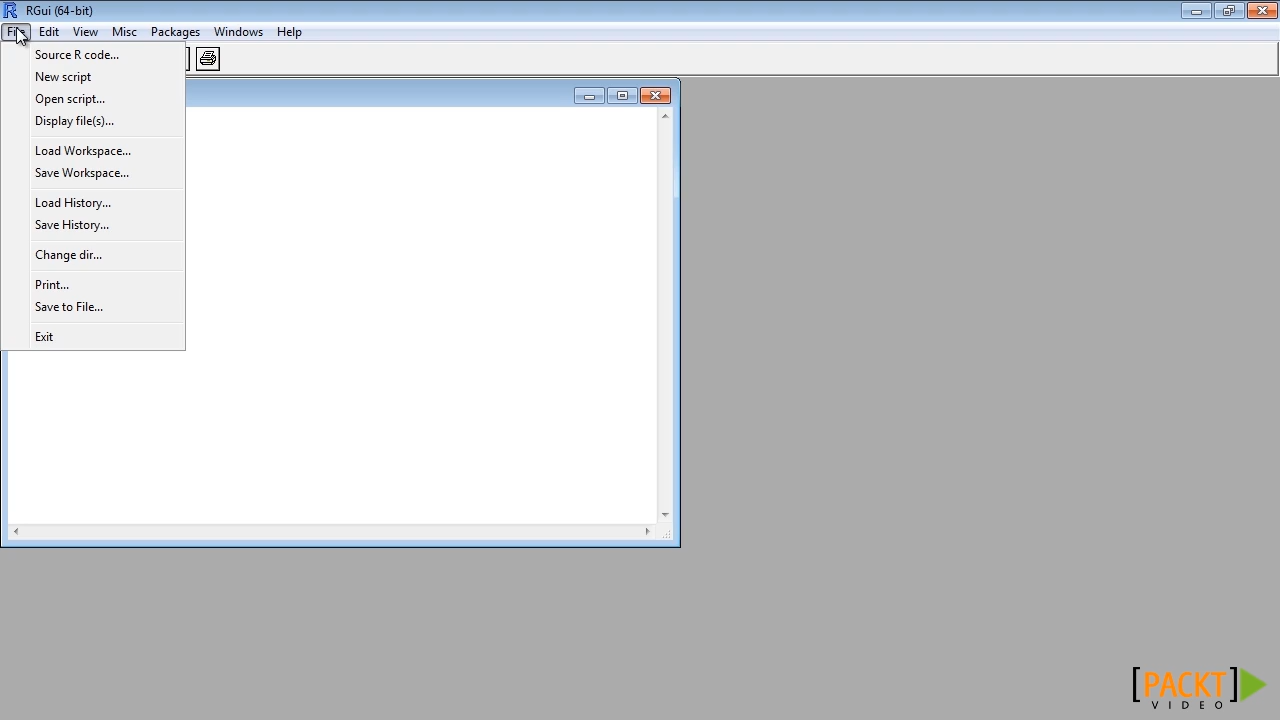 RGui (64-bit)
File Edit View Misc Packages Windows Help
Source R code...
New script
Open script...
Display file(s)...
Load Workspace...
Save Workspace...
Load History...
Save History...
Change dir...
Print...
Save to File...
Exit
[PACKT]
VIDEO